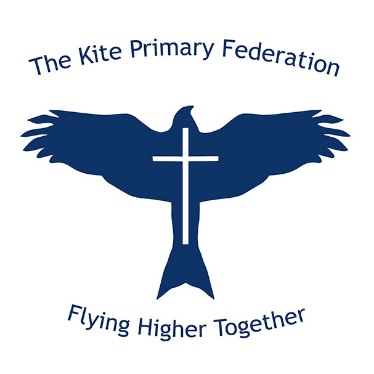 The Kite Primary Federation
Flying Higher Together